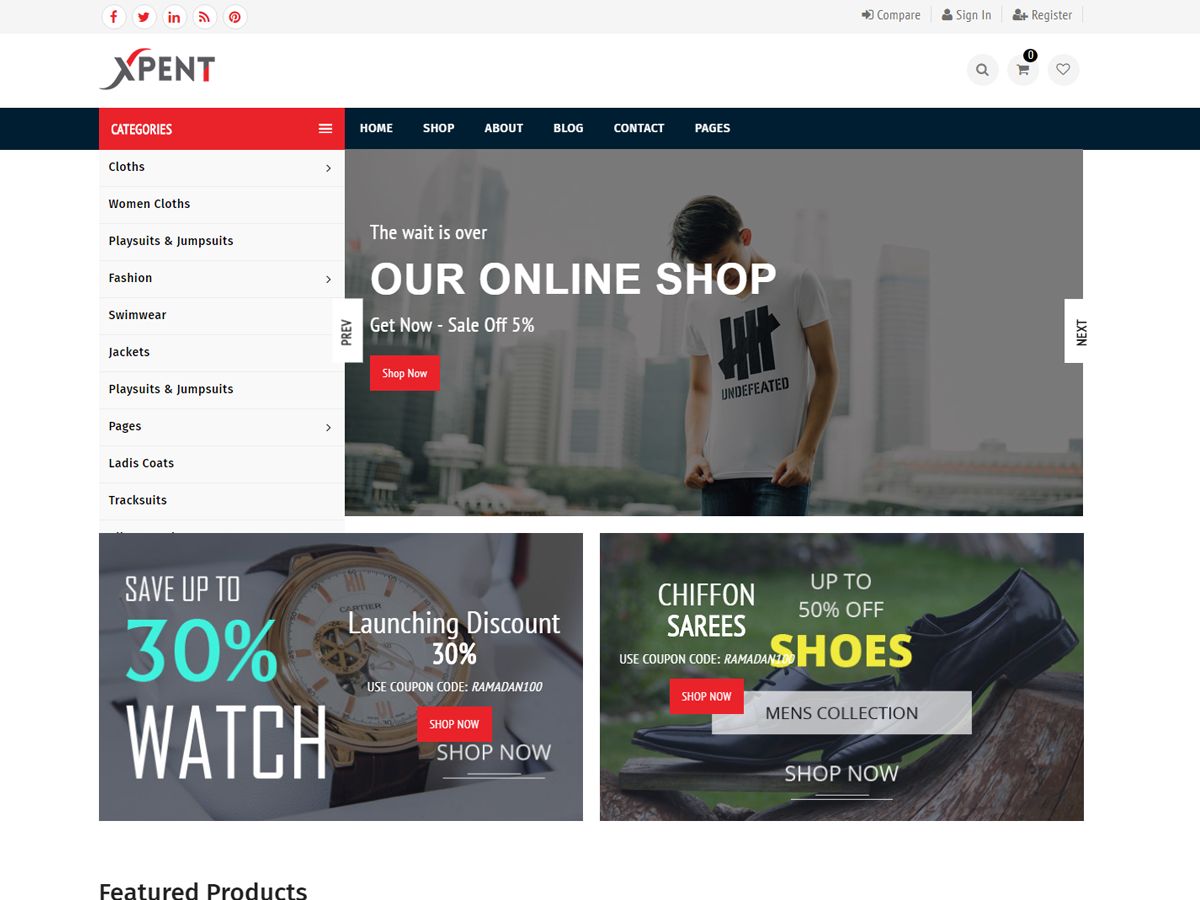 Compare
Sign In
Register
XPENT
0
CATEGORIES
HOME
SHOP
ABOUT
BLOG
CONTACT
PAGES
Cloths
Women Cloths
Playsuits & Jumpsuits
Fashion
Swimwear
Jackets
Playsuits & Jumpsuits
Pages
Ladis Coats
Tracksuits
PREV
The wait is over
OUR ONLINE SHOP
Get Now - Sale Off 5%
Shop Now
UNDEFEATED
NEXT
SAVE UP TO
30%
WATCH
CARTIER
Launching Discount
30%
USE COUPON CODE: RAMADAN100
SHOP NOW
SHOP NOW
CHIFFON
SAREES
USE COUPON CODE: RAMADAN100
SHOP NOW
UP TO
50% OFF
SHOES
MENS COLLECTION
SHOP NOW
Featured Products